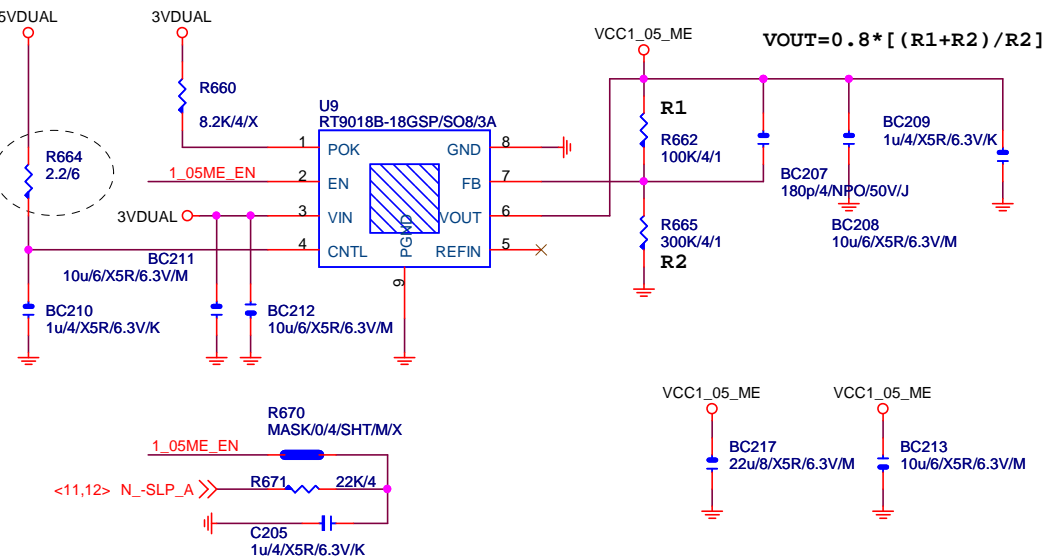 5VDUAL
3VDUAL
VCC1_05_ME
VOUT=0.8*[(R1+R2)/R2]
R660
8.2K/4/X
U9
RT9018B-18GSP/SO8/3A
R1
R662
100K/4/1
BC209
1u/4/X5R/6.3V/K
R664
2.2/6
1_05ME_EN
1
POK
GND
8
2
EN
FB
7
3VDUAL
3
VIN
VOUT
6
4
CNTL
REFIN
5
PGND
9
BC207
180p/4/NPO/50V/J
BC208
10u/6/X5R/6.3V/M
R665
300K/4/1
R2
BC211
10u/6/X5R/6.3V/M
BC210
1u/4/X5R/6.3V/K
BC212
10u/6/X5R/6.3V/M
R670
MASK/0/4/SHT/M/X
1_05ME_EN
<11,12> N_-SLP_A
R671
22K/4
C205
1u/4/X5R/6.3V/K
VCC1_05_ME
BC217
22u/8/X5R/6.3V/M
VCC1_05_ME
BC213
10u/6/X5R/6.3V/M